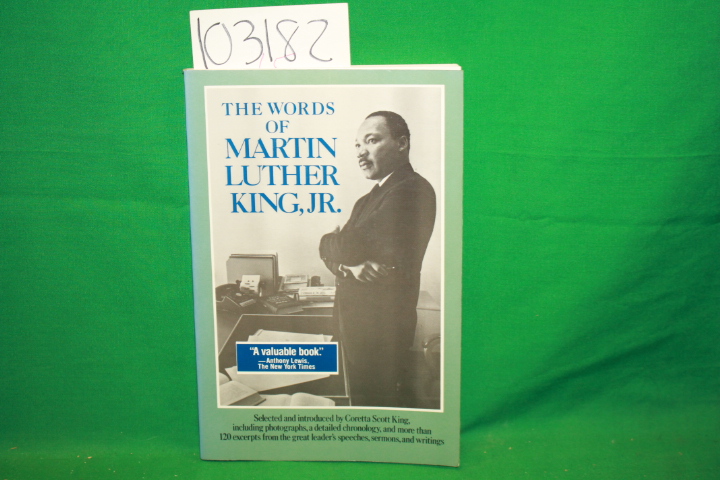 103182
THE WORDS
OF
MARTIN
LUTHER
KING, JR.
"A valuable book."
—Anthony Lewis,
The New York Times
Selected and introduced by Coretta Scott King,
including photographs, a detailed chronology, and more than
120 excerpts from the great leader's speeches, sermons, and writings